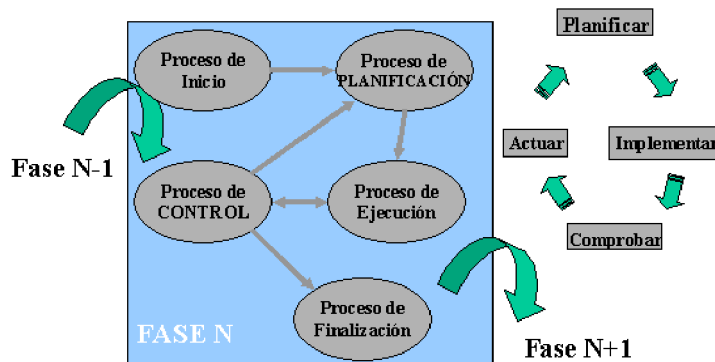 Planificar
Proceso de
Inicio
Proceso de
PLANIFICACIÓN
Fase N-1
Actuar
Implementar
Proceso de
CONTROL
Proceso de
Ejecución
Comprobar
Proceso de
Finalización
FASE N
Fase N+1